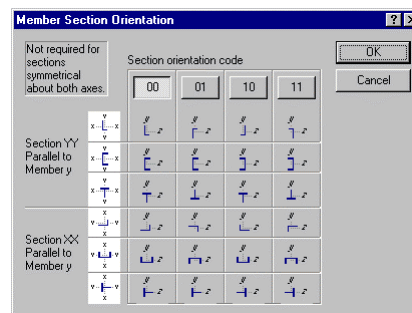 Member Section Orientation
Not required for
sections
symmetrical
about both axes.
Section orientation code
00 01 10 11
OK
Cancel
Section YY
Parallel to
Member y
Section XX
Parallel to
Member y